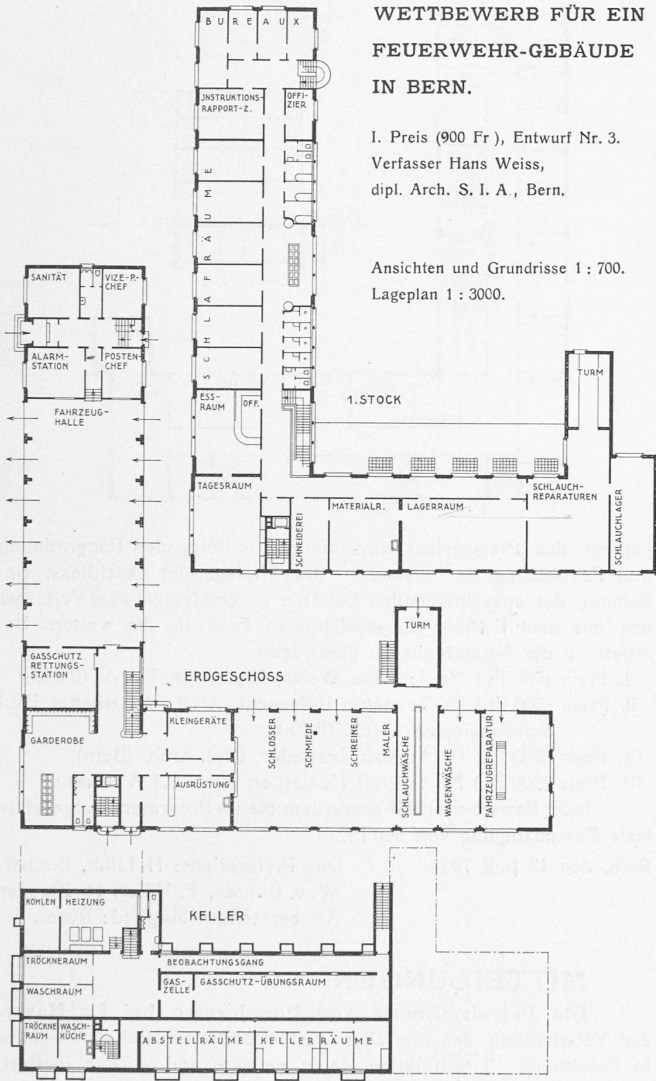 WETTBEWERB FÜR EIN
FEUERWEHR-GEBÄUDE
IN BERN.
I. Preis (900 Fr), Entwurf Nr. 3.
Verfasser Hans Weiss,
dipl. Arch. S. I. A., Bern.
Ansichten und Grundrisse 1 : 700.
Lageplan 1 : 3000.
BUREAUX
JNSTRUKTIONS-
RAPPORT-Z.
OFFI-
ZIER
SCHLAFRÄUME
ESS-
RAUM
OFF.
1.STOCK
TURM
TAGESRAUM
SCHNEIDEREI
MATERIALR.
LAGERRAUM
SCHLAUCH-
REPARATUREN
SCHLAUCHLAGER
SANITÄT
VIZE-P.-
CHEF
ALARM-
STATION
POSTEN-
CHEF
FAHRZEUG-
HALLE
GASSCHUTZ
RETTUNGS-
STATION
ERDGESCHOSS
TURM
GARDEROBE
KLEINGERÄTE
AUSRÜSTUNG
SCHLOSSER
ZIMMERLEUTE
SCHREINER
MALER
SCHLAUCHWÄSCHE
WAGENWÄSCHE
FAHRZEUGREPARATUR
KOHLEN
HEIZUNG
KELLER
TRÖCKNERAUM
BEOBACHTUNGSGANG
WASCHRAUM
GAS-
ZELLE
GASSCHUTZ-ÜBUNGSRAUM
TRÖCKNE
RAUM
WASCH-
KÜCHE
ABSTELLRÄUME
KELLERRÄUME